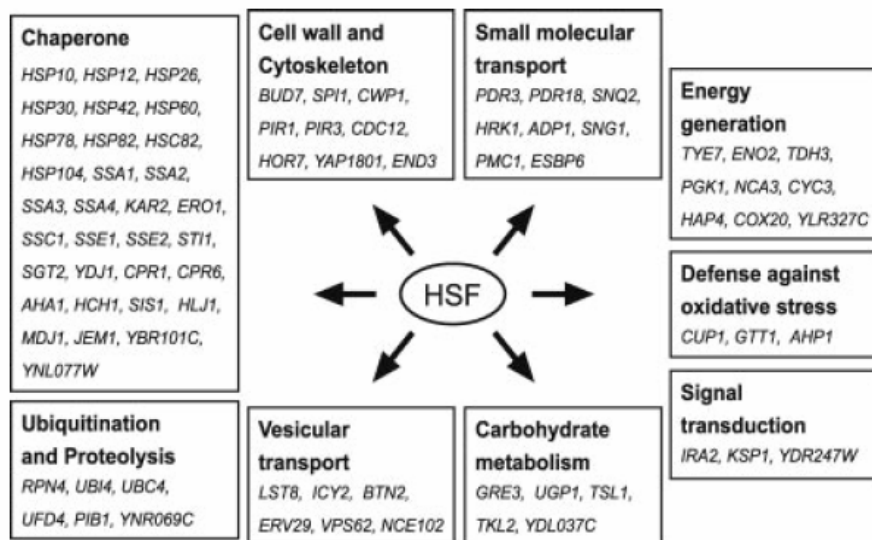 Chaperone
HSP10, HSP12, HSP26,
HSP30, HSP42, HSP60,
HSP78, HSP82, HSC82,
HSP104, SSA1, SSA2,
SSA3, SSA4, KAR2, ERO1,
SSC1, SSE1, SSE2, STI1,
SGT2, YDJ1, CPR1, CPR6,
AHA1, HCH1, SIS1, HLJ1,
MDJ1, JEM1, YBR101C,
YNL077W
Cell wall and
Cytoskeleton
BUD7, SPI1, CWP1,
PIR1, PIR3, CDC12,
HOR7, YAP1801, END3
Small molecular
transport
PDR3, PDR18, SNQ2,
HRK1, ADP1, SNG1,
PMC1, ESBP6
Energy
generation
TYE7, ENO2, TDH3,
PGK1, NCA3, CYC3,
HAP4, COX20, YLR327C
HSF
Defense against
oxidative stress
CUP1, GTT1, AHP1
Signal
transduction
IRA2, KSP1, YDR247W
Ubiquitination
and Proteolysis
RPN4, UBI4, UBC4,
UFD4, PIB1, YNR069C
Vesicular
transport
LST8, ICY2, BTN2,
ERV29, VPS62, NCE102
Carbohydrate
metabolism
GRE3, UGP1, TSL1,
TKL2, YDL037C